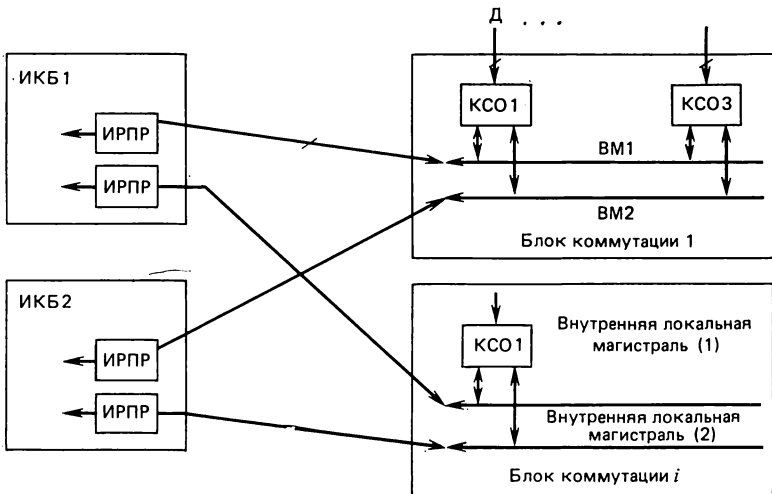 Д . . .
ИКБ1
ИРПР
ИРПР
КСО1
КСО3
ВМ1
ВМ2
Блок коммутации 1
ИКБ2
ИРПР
ИРПР
КСО1
Внутренняя локальная
магистраль (1)
Внутренняя локальная
магистраль (2)
Блок коммутации i